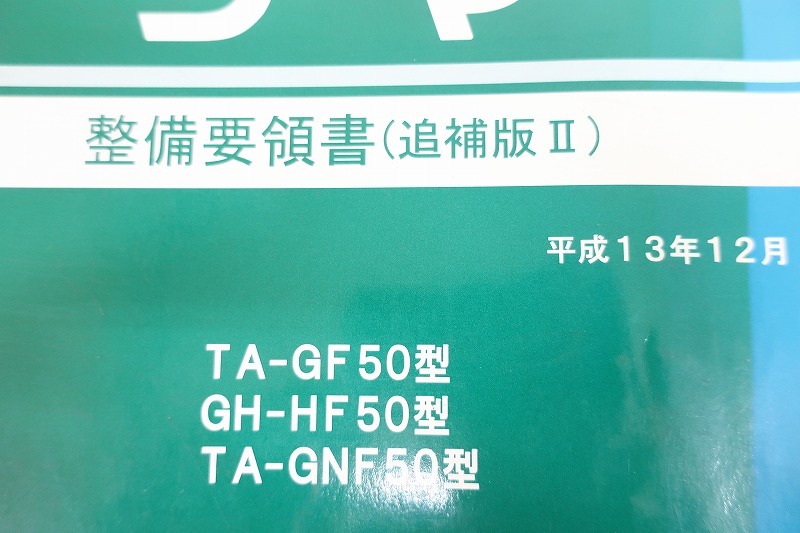 整備要領書(追補版Ⅱ)
平成13年12月
TA-GF50型
GH-HF50型
TA-GNF50型